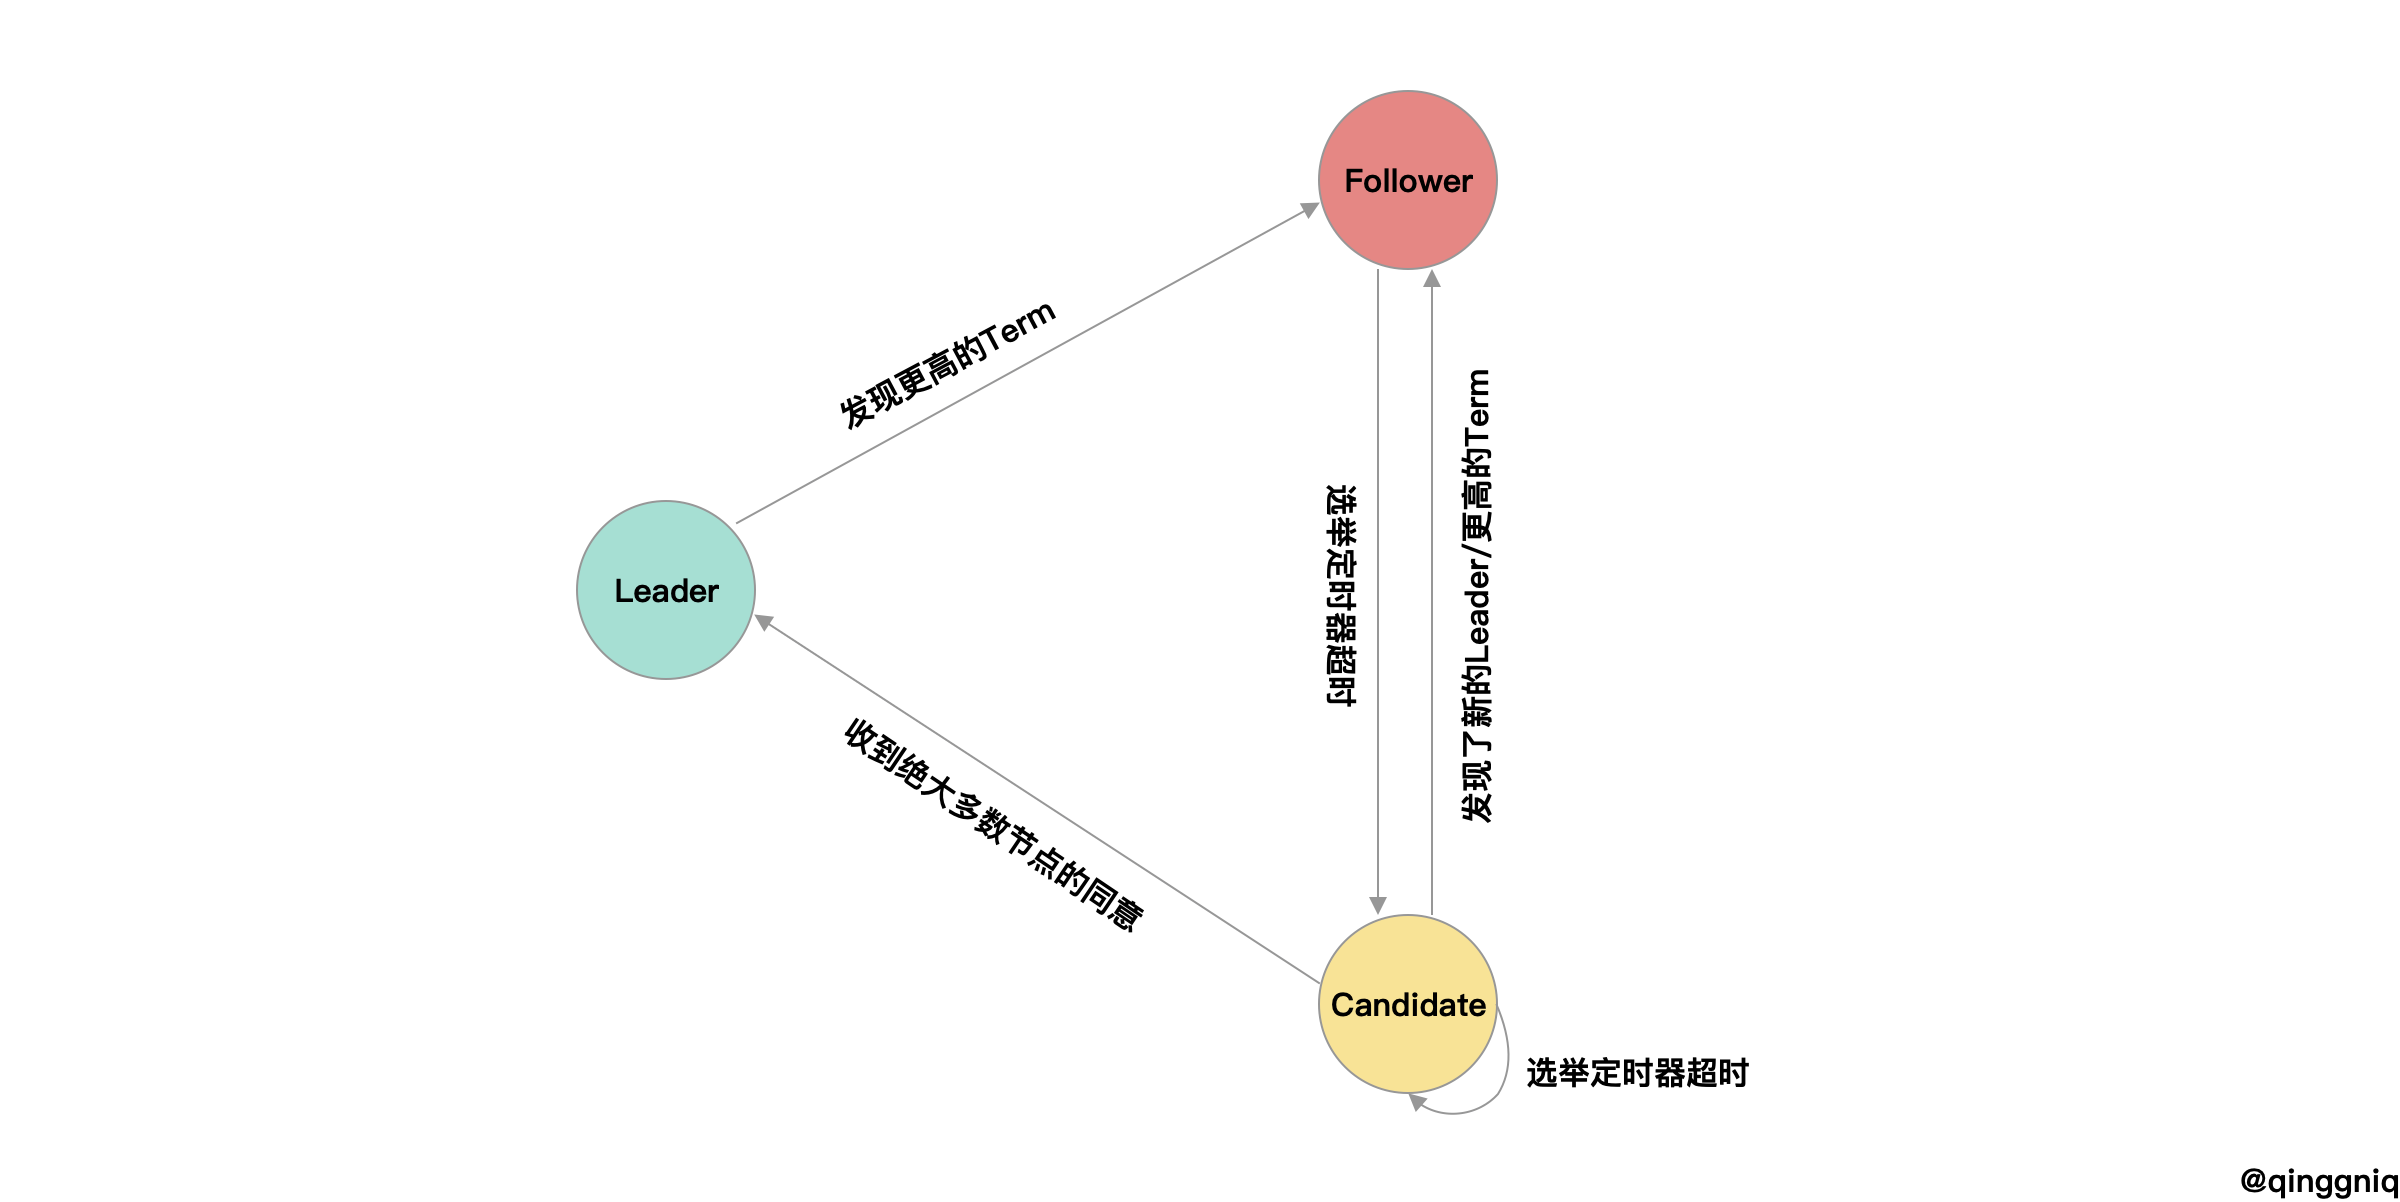 Follower
发现更高的Term
选举定时器超时
发现了新的Leader/更高的Term
Leader
收到绝大多数节点的同意
Candidate
选举定时器超时
@qinggniq